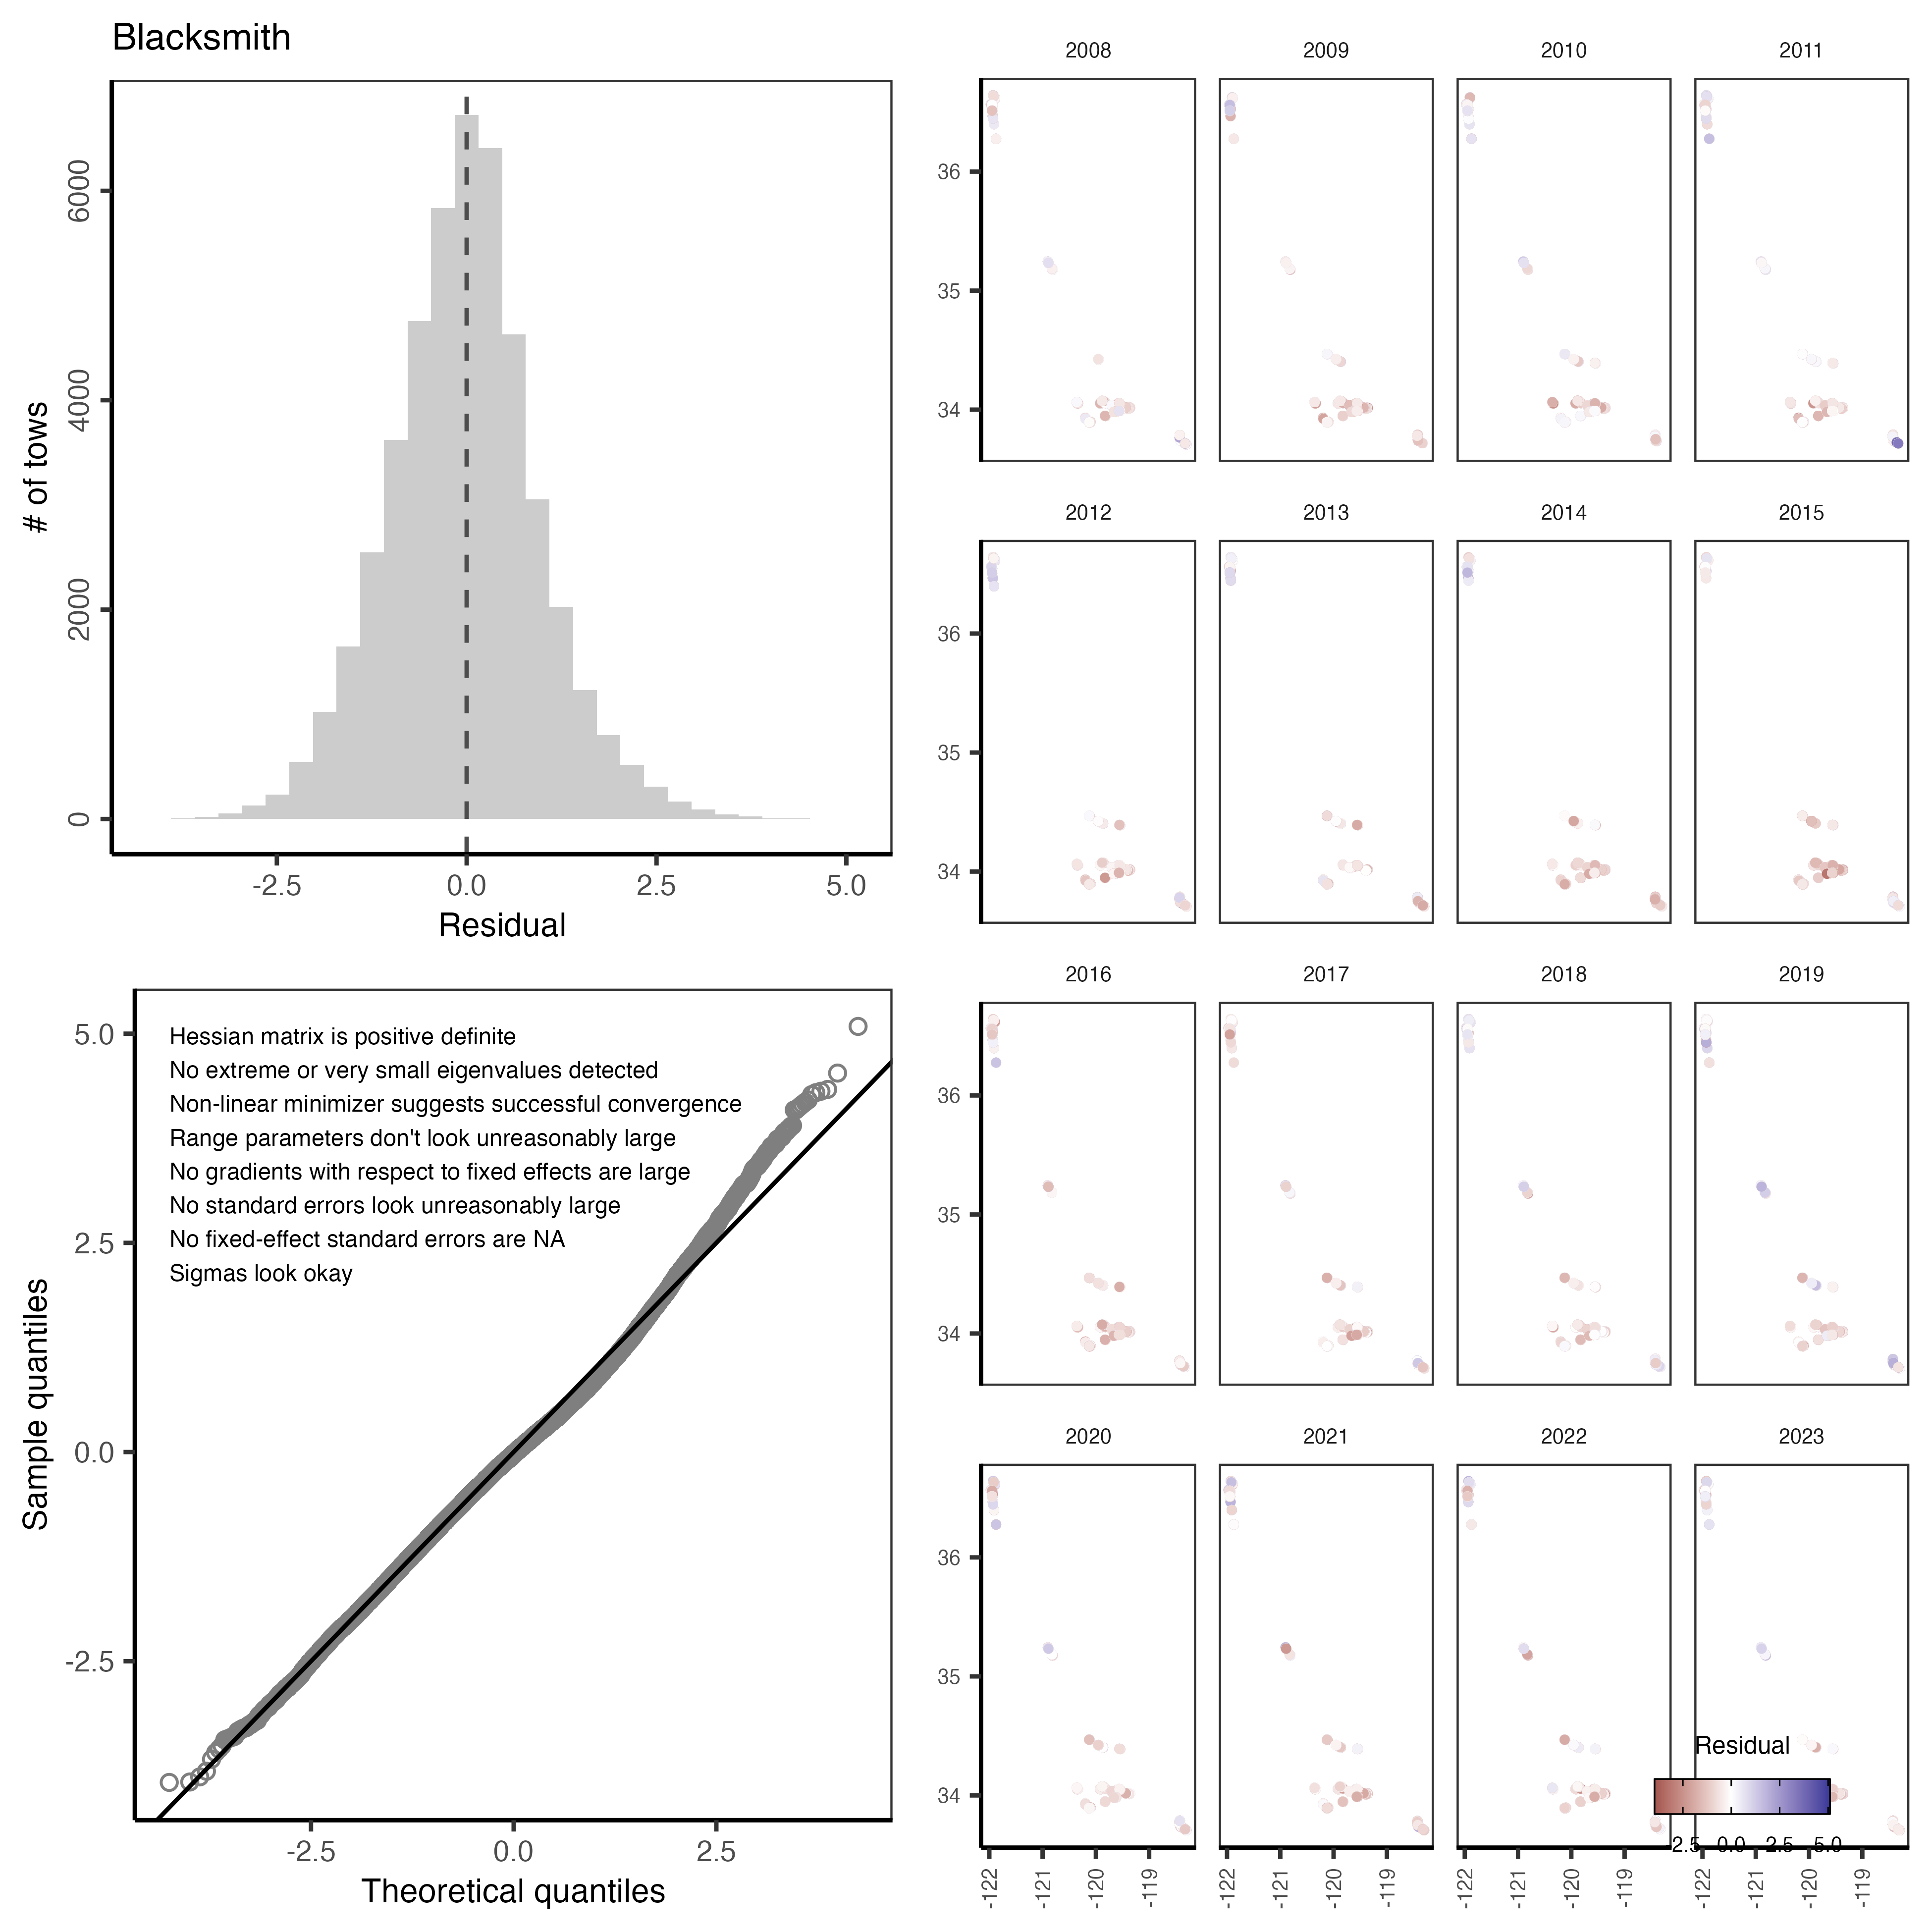 Blacksmith
# of tows
6000
4000
2000
0
-2.5 0.0 2.5 5.0
Residual
5.0
2.5
0.0
-2.5
Sample quantiles
Hessian matrix is positive definite
No extreme or very small eigenvalues detected
Non-linear minimizer suggests successful convergence
Range parameters don't look unreasonably large
No gradients with respect to fixed effects are large
No standard errors look unreasonably large
No fixed-effect standard errors are NA
Sigmas look okay
-2.5 0.0 2.5
Theoretical quantiles
2008 2009 2010 2011
36
35
34
2012 2013 2014 2015
36
35
34
2016 2017 2018 2019
36
35
34
2020 2021 2022 2023
36
35
34
Residual
-2.5 0.0 2.5 5.0
-122 -121 -120 -119 -122 -121 -120 -119 -122 -121 -120 -119 -122 -121 -120 -119